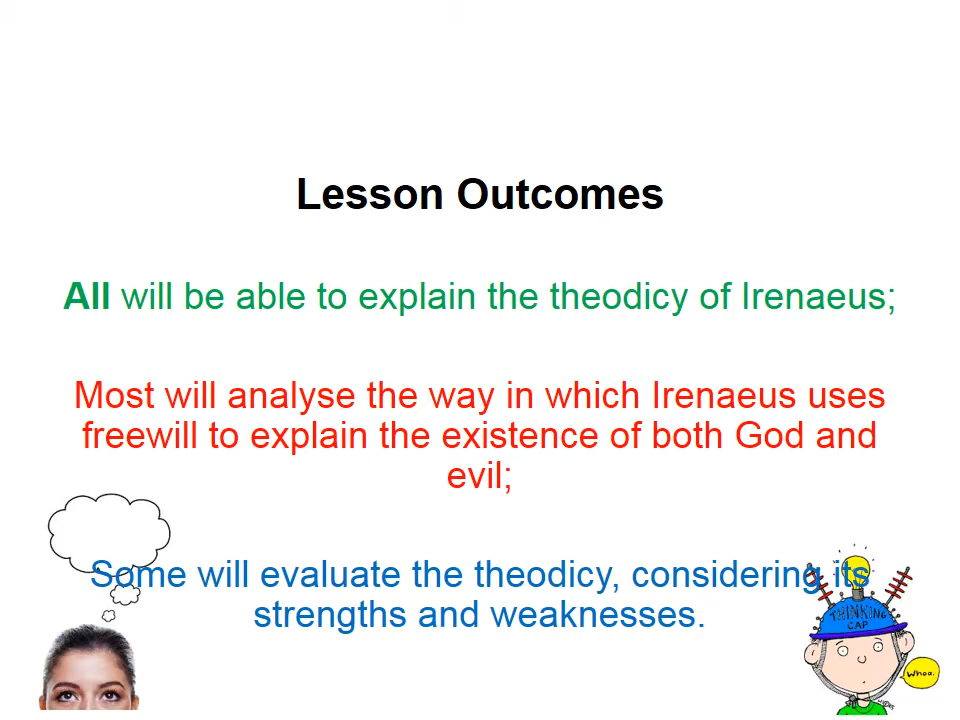 Lesson Outcomes
All will be able to explain the theodicy of Irenaeus;
Most will analyse the way in which Irenaeus uses
freewill to explain the existence of both God and
evil;
Some will evaluate the theodicy, considering its
strengths and weaknesses.
THINKING
CAP
Whoa.